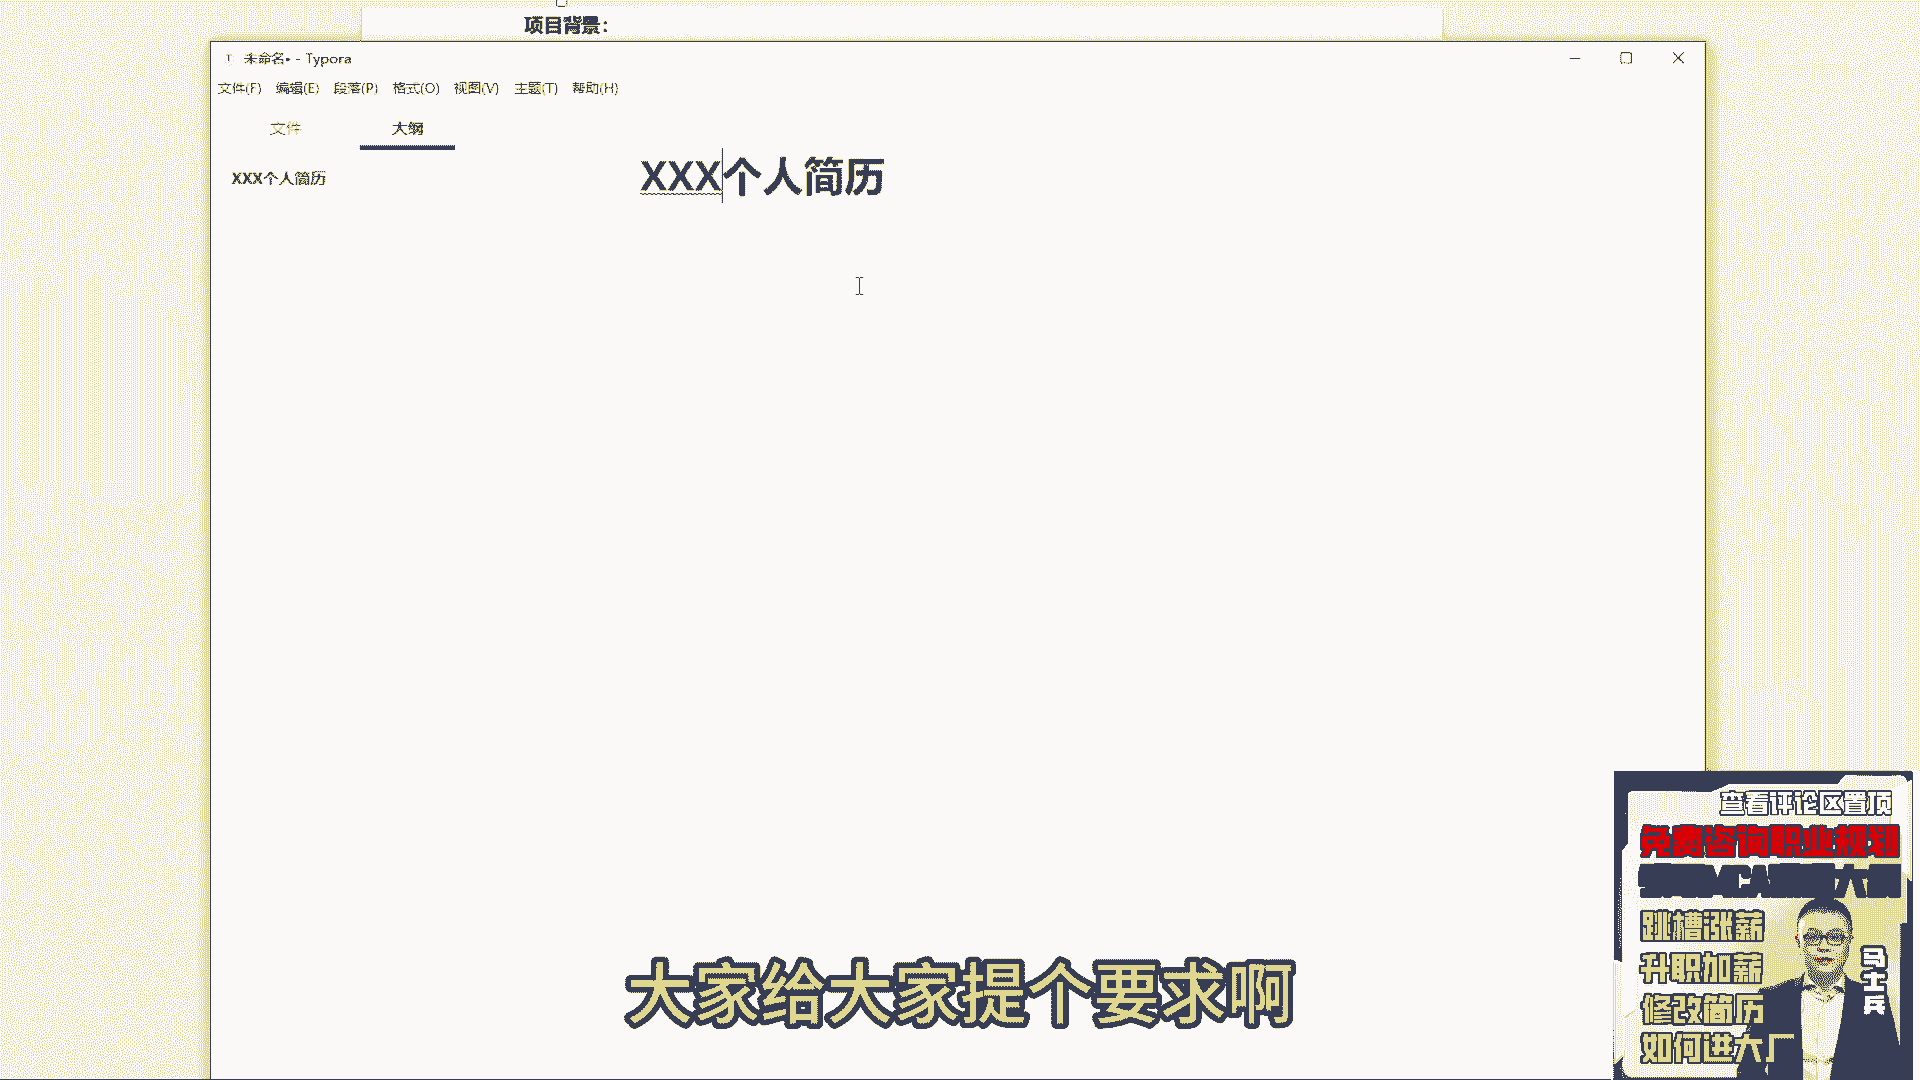 项目背景：
未命名• - Typora
文件(F) 编辑(E) 段落(P) 格式(O) 视图(V) 主题(T) 帮助(H)
文件 大纲
XXX个人简历
XXX个人简历
查看评论区置顶
免费咨询职业规划
跳槽涨薪
升职加薪
修改简历
如何进大厂
马士兵
大家给大家提个要求啊